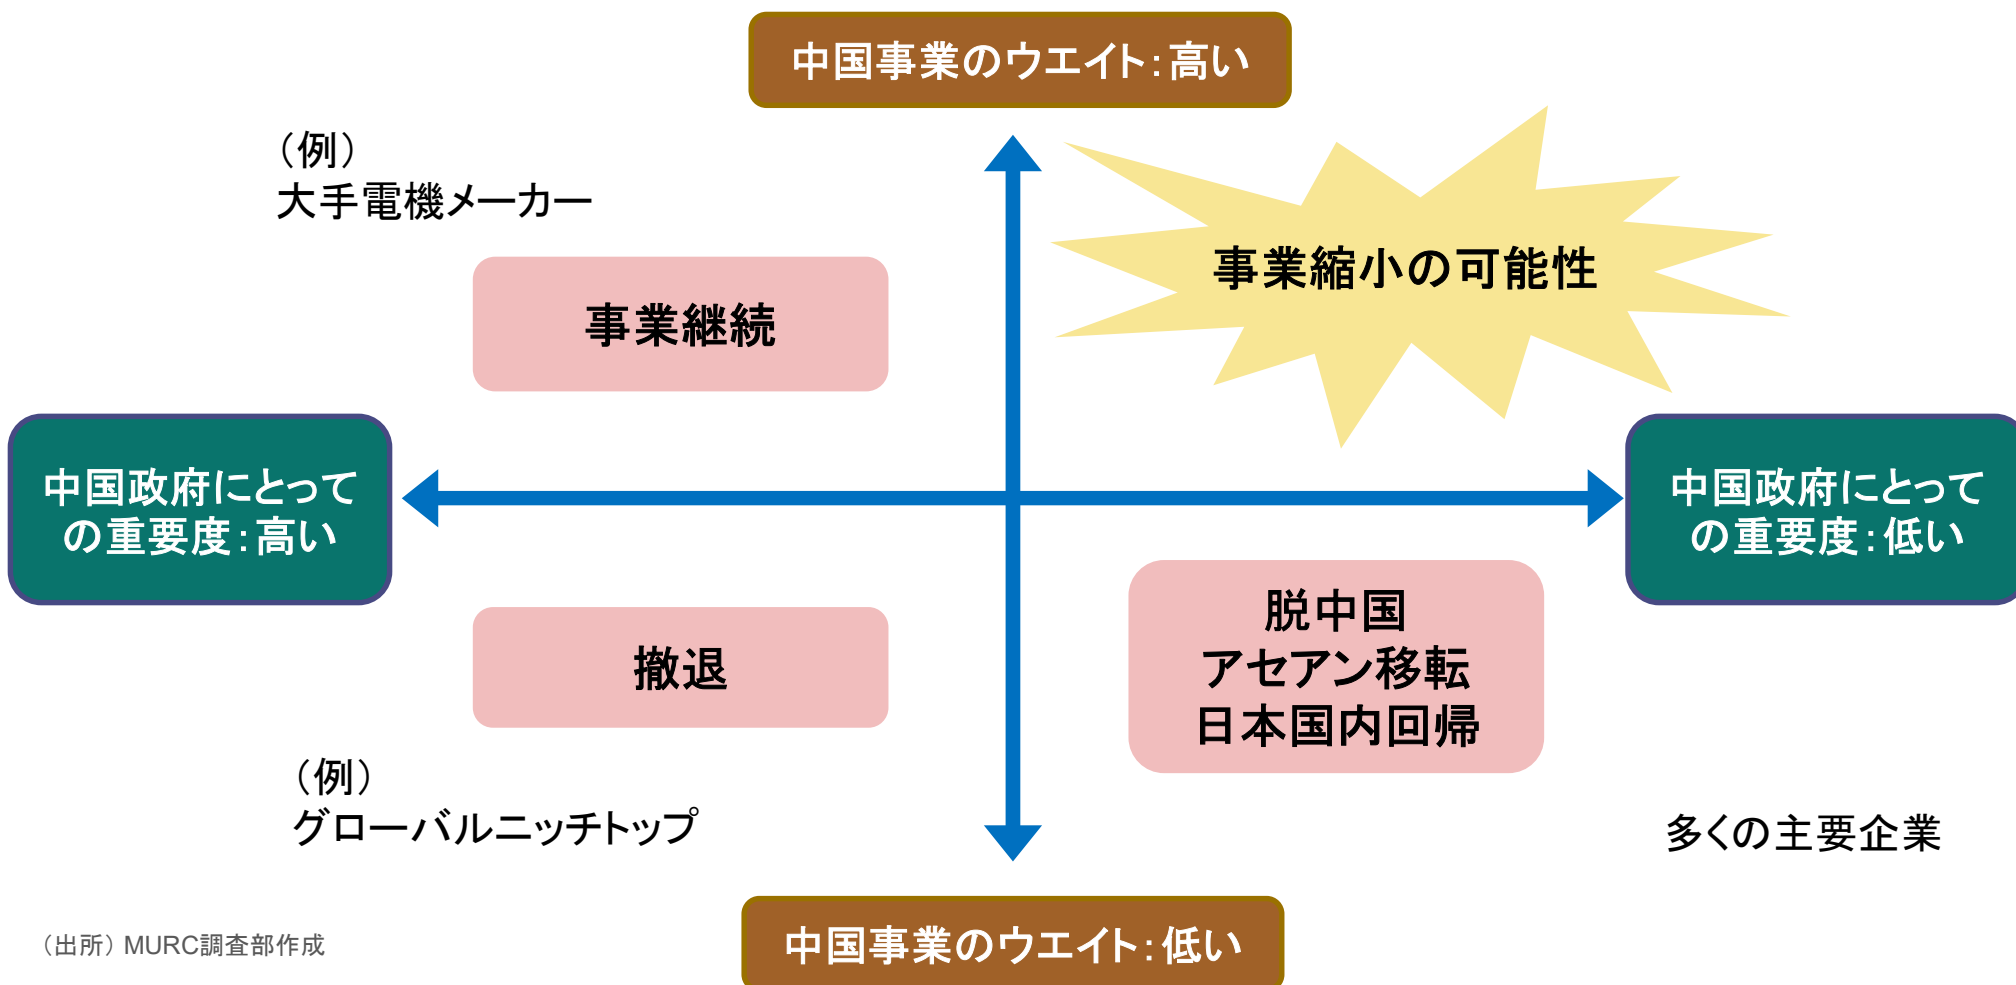 中国事業のウエイト：高い
（例）
大手電機メーカー
事業縮小の可能性
事業継続
中国政府にとって
の重要度：高い
中国政府にとって
の重要度：低い
撤退
脱中国
アセアン移転
日本国内回帰
（例）
グローバルニッチトップ
多くの主要企業
中国事業のウエイト：低い
（出所）MURC調査部作成